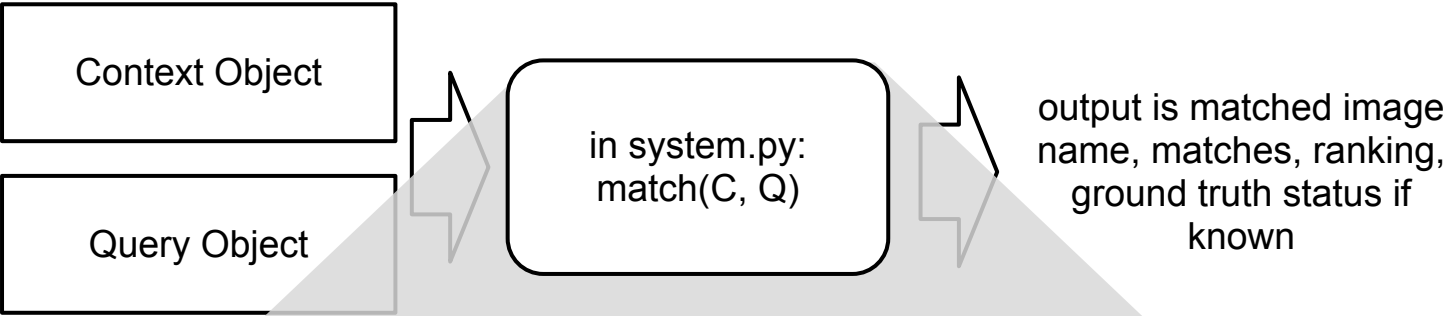 Context Object
Query Object
in system.py:
match(C, Q)
output is matched image
name, matches, ranking,
ground truth status if
known